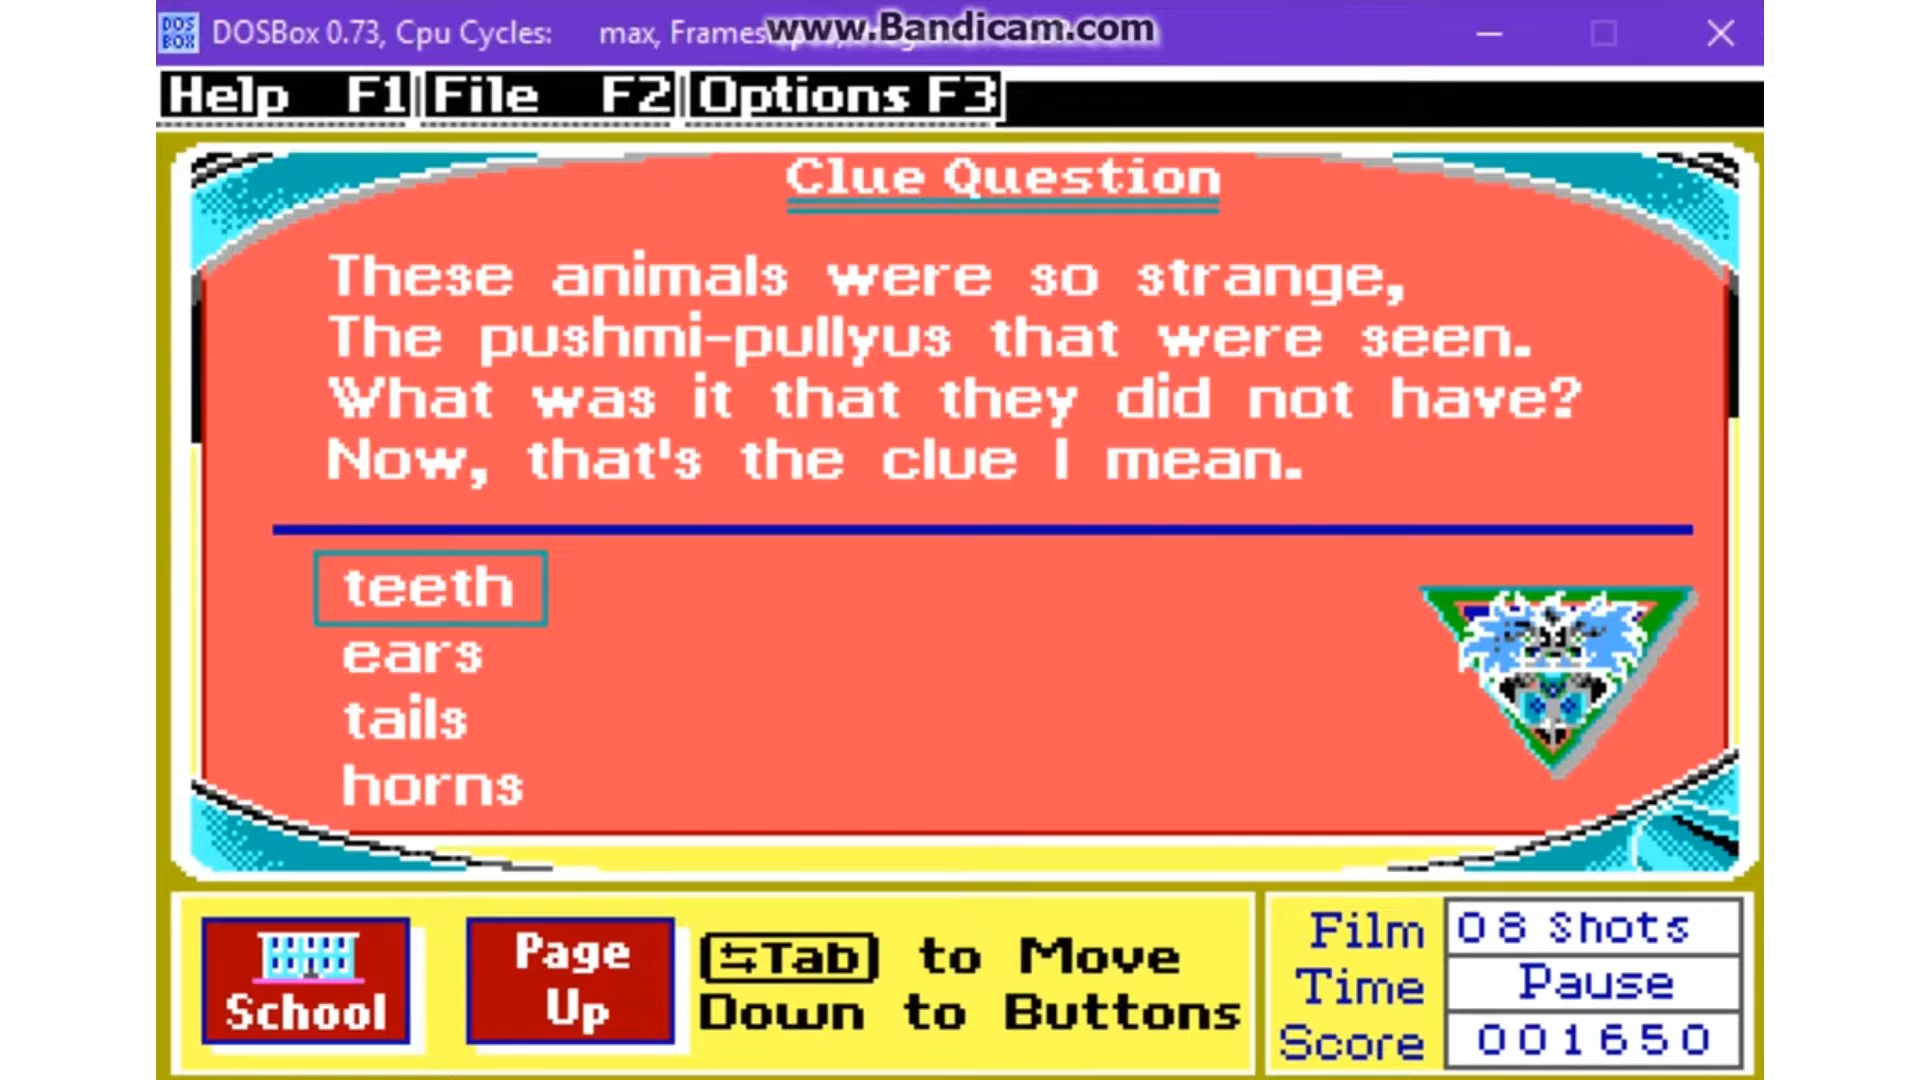 DOS BOX DOSBox 0.73, Cpu Cycles: max, Frames www.Bandicam.com
Help F1 File F2 Options F3
Clue Question
These animals were so strange,
The pushmi-pullyus that were seen.
What was it that they did not have?
Now, that's the clue I mean.
teeth
ears
tails
horns
School
Page
Up
Tab to Move
Down to Buttons
Film 08 Shots
Time Pause
Score 001650